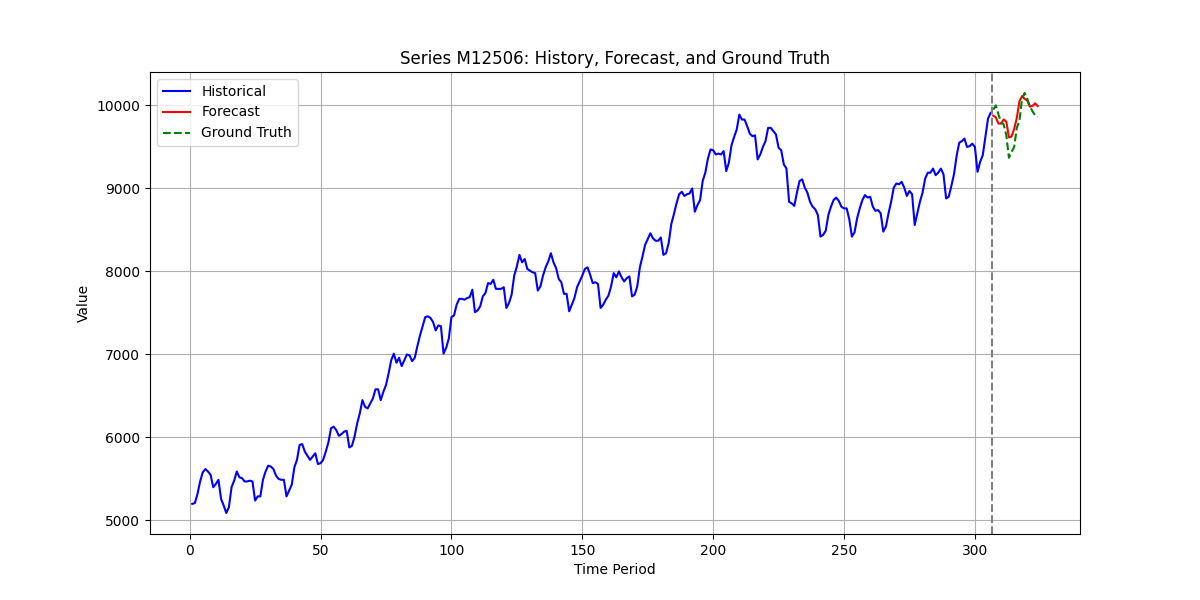 Series M12506: History, Forecast, and Ground Truth
Historical
Forecast
Ground Truth
10000
9000
8000
7000
6000
5000
Value
0 50 100 150 200 250 300
Time Period